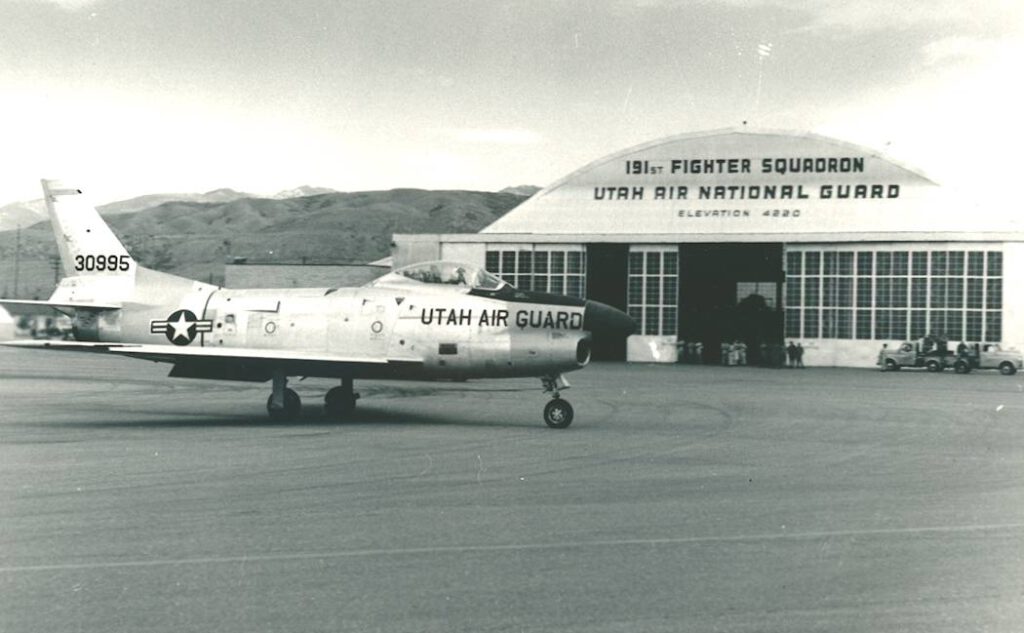 191ST FIGHTER SQUADRON
UTAH AIR NATIONAL GUARD
ELEVATION 4220
30995
UTAH AIR GUARD